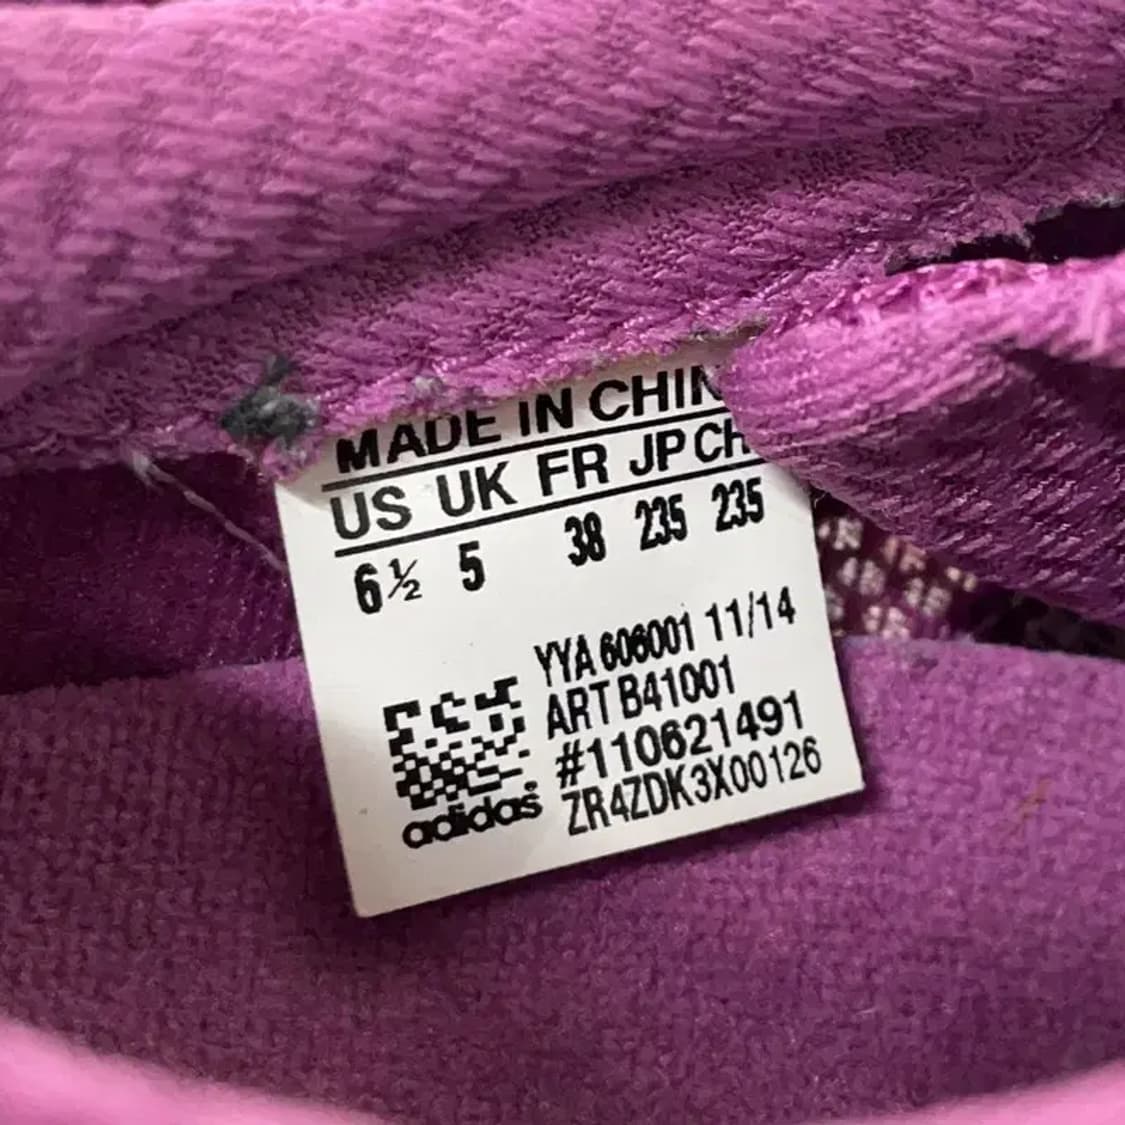 MADE IN CHIN
US UK FR JP CH
6½ 5 38 235 235
YYA 606001 11/14
ART B41001
#110621491
ZR4ZDK3X00126
adidas